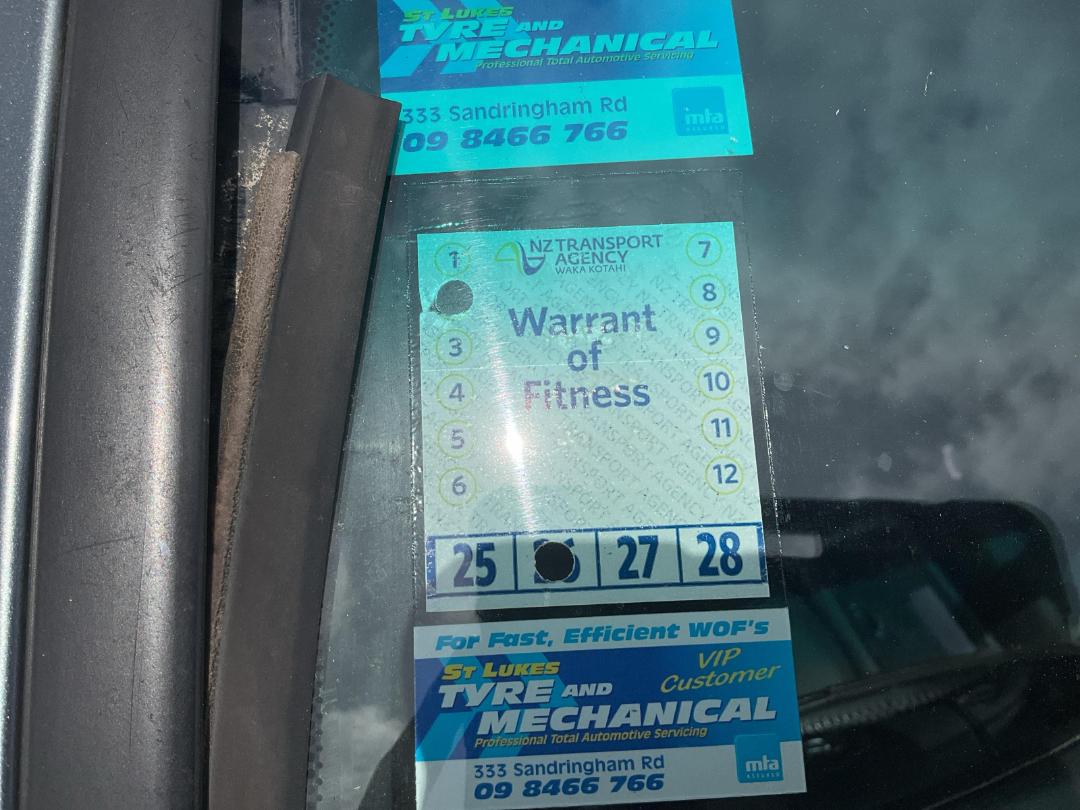 ST LUKES
TYRE AND
MECHANICAL
Professional Total Automotive Servicing
333 Sandringham Rd
09 8466 766
mta
ASSURED
NZ TRANSPORT
AGENCY
WAKA KOTAHI
Warrant
of
Fitness
1
3
4
5
6
7
8
9
10
11
12
25 27 28
For Fast, Efficient WOF's
VIP
Customer
ST LUKES
TYRE AND
MECHANICAL
Professional Total Automotive Servicing
333 Sandringham Rd
09 8466 766
mta
ASSURED